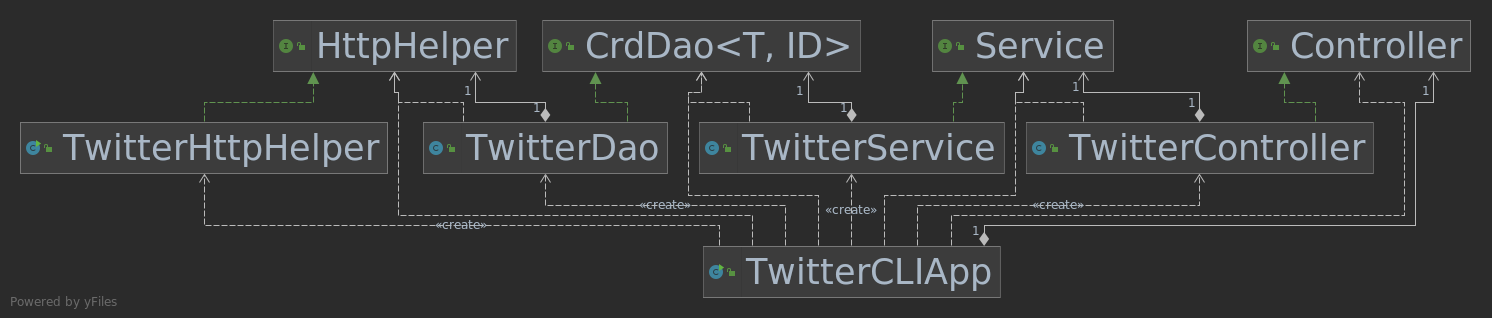 HttpHelper
CrdDao<T, ID>
Service
Controller
1
1
1
1
1
1
1
TwitterHttpHelper
TwitterDao
TwitterService
TwitterController
«create»
«create»
«create»
«create»
1
TwitterCLIApp
Powered by yFiles